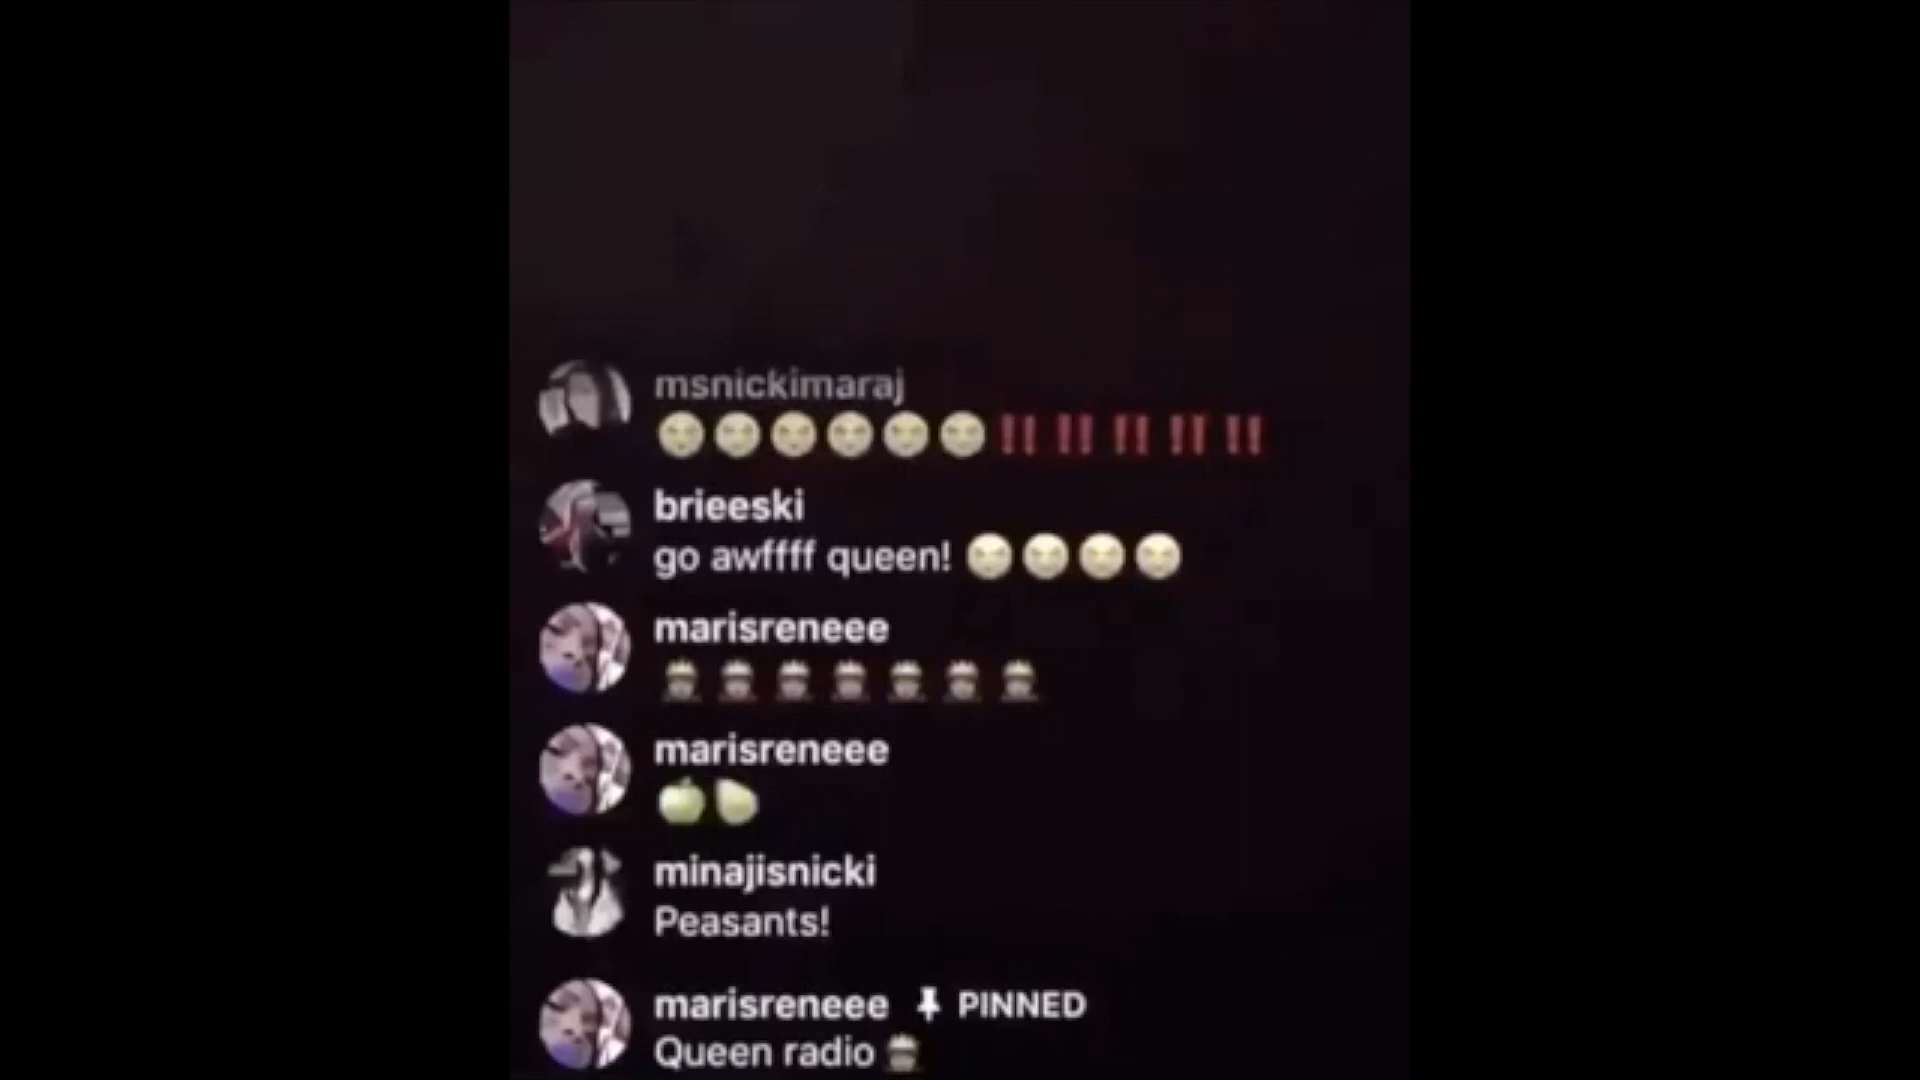 msnickimaraj
‼️‼️‼️‼️‼️
brieeski
go awffff queen!
marisreneee
marisreneee
🍏🍐
minajisnicki
Peasants!
marisreneee PINNED
Queen radio